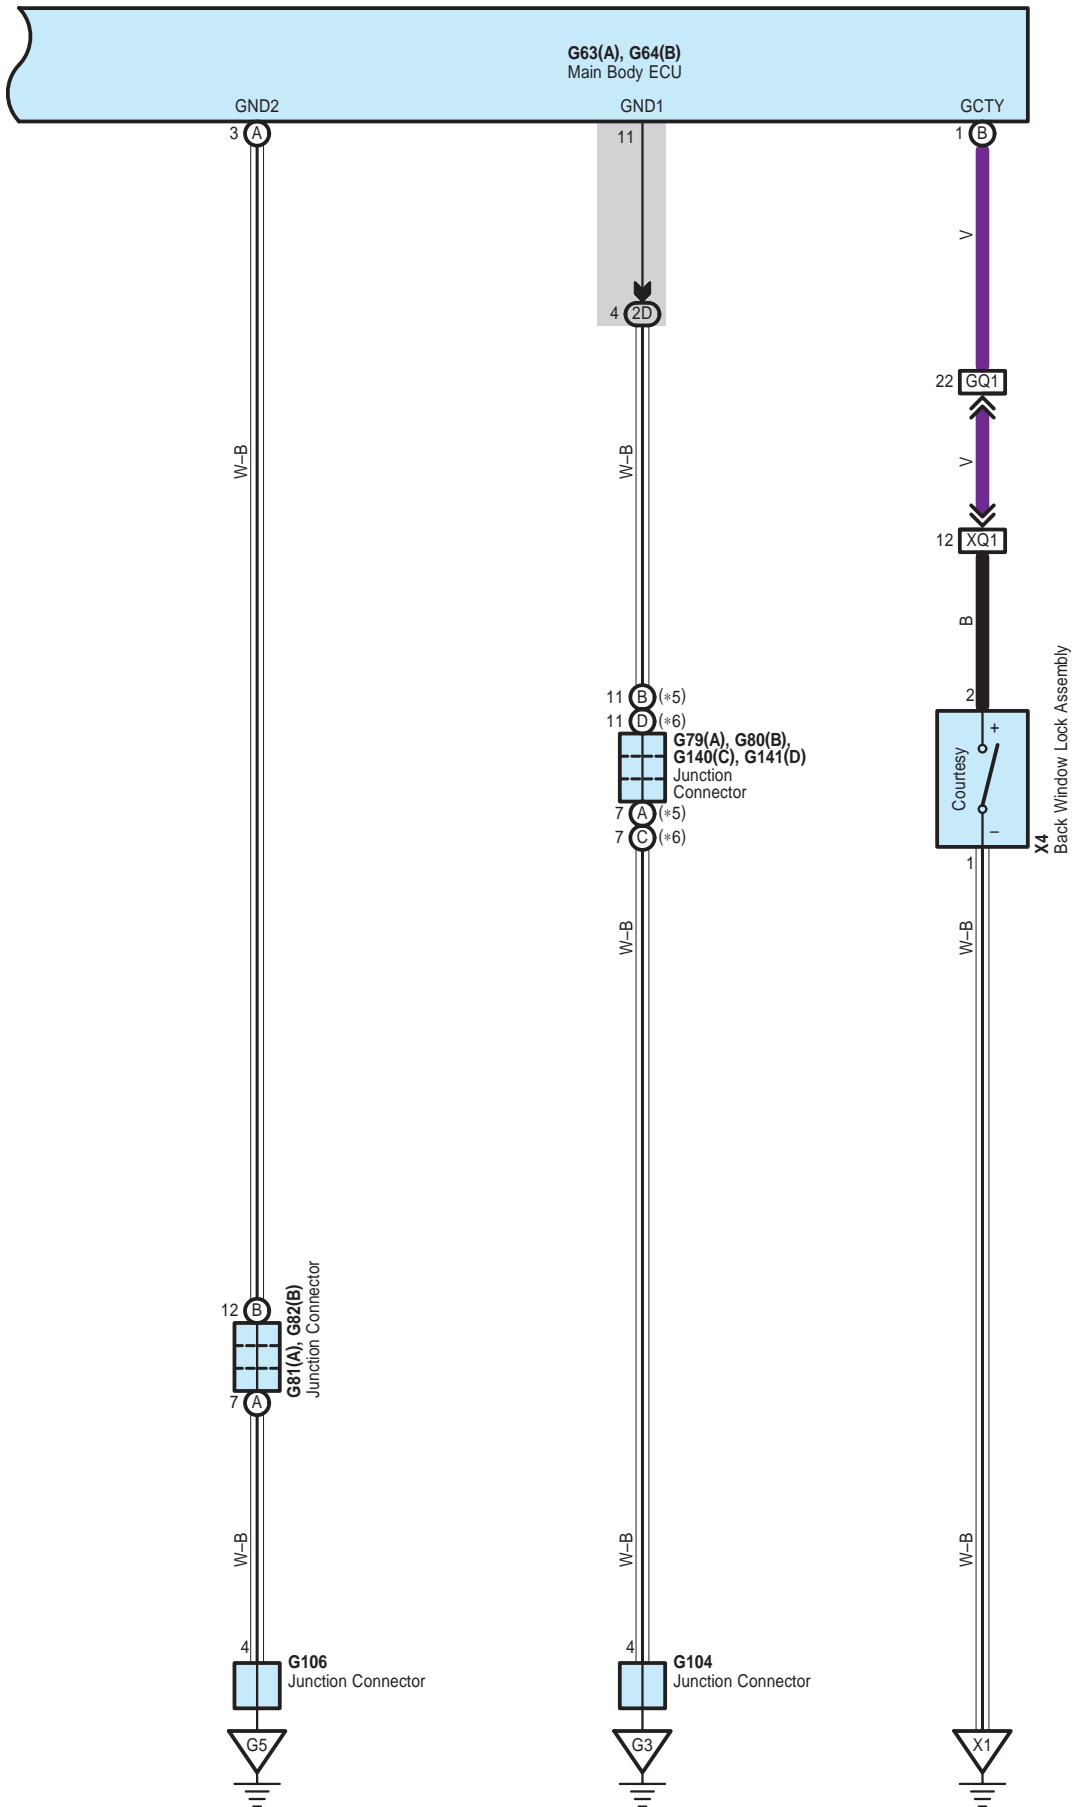 G63(A), G64(B)
Main Body ECU
GND2
GND1
GCTY
3 A
11
1 B
V
4 2D
22 GQ1
W–B
W–B
V
12 XQ1
B
11 B (*5)
11 D (*6)
2
G79(A), G80(B),
G140(C), G141(D)
Junction
Connector
+
Courtesy
–
X4
Back Window Lock Assembly
7 A (*5)
7 C (*6)
1
W–B
W–B
12 B
G81(A), G82(B)
Junction Connector
7 A
W–B
W–B
W–B
4
G106
Junction Connector
4
G104
Junction Connector
G5
G3
X1